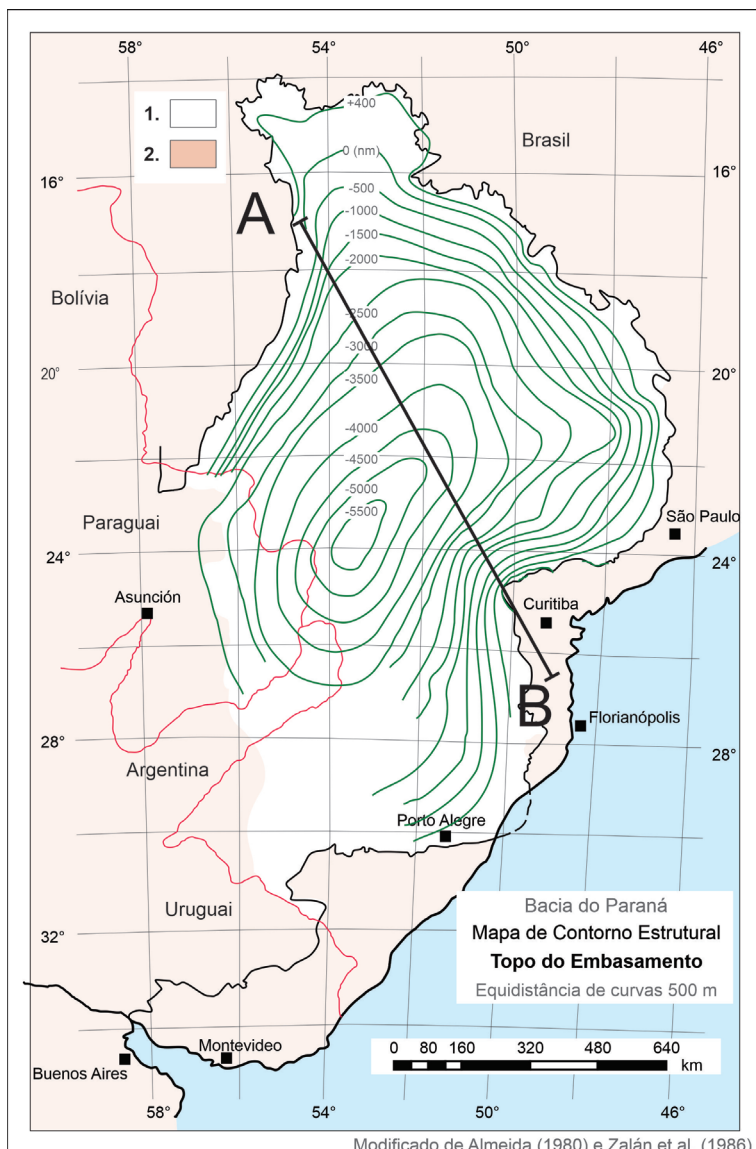 58°
54°
50°
46°
1.
2.
+400
Brasil
0 (nm)
16°
16°
-500
A
-1000
-1500
-2000
Bolívia
-2500
-3000
20°
20°
-3500
-4000
-4500
-5000
-5500
Paraguai
São Paulo
24°
24°
Asunción
Curitiba
B
Florianópolis
28°
28°
Argentina
Porto Alegre
Uruguai
Bacia do Paraná
Mapa de Contorno Estrutural
32°
Topo do Embasamento
Equidistância de curvas 500 m
Montevideo
0 80 160 320 480 640
km
Buenos Aires
58°
54°
50°
46°
Modificado de Almeida (1980) e Zalán et al. (1986)